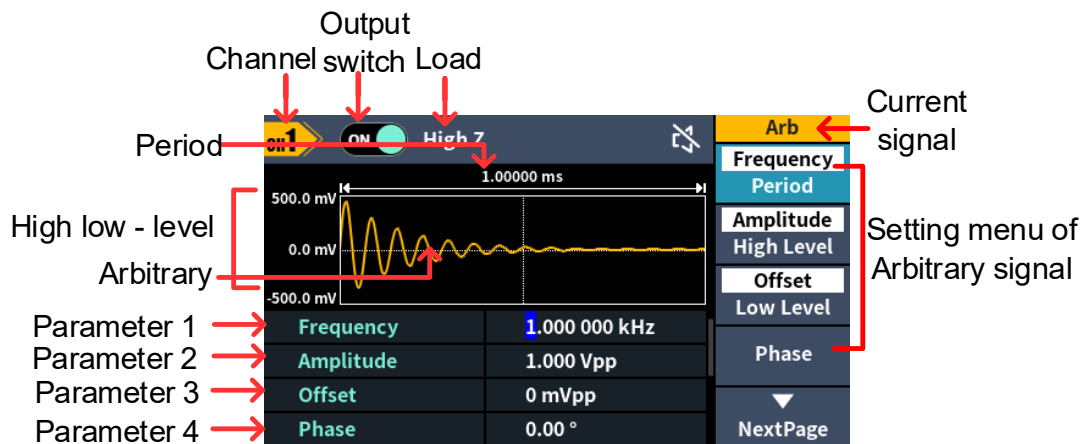 Output
Channel switch Load
Current
signal
Period
CH1 ON High Z Arb
Frequency
Period
1.00000 ms
500.0 mV
High low - level
0.0 mV
Arbitrary
-500.0 mV
Amplitude
High Level
Setting menu of
Arbitrary signal
Offset
Low Level
Phase
NextPage
Parameter 1 Frequency 1.000 000 kHz
Parameter 2 Amplitude 1.000 Vpp
Parameter 3 Offset 0 mVpp
Parameter 4 Phase 0.00 °